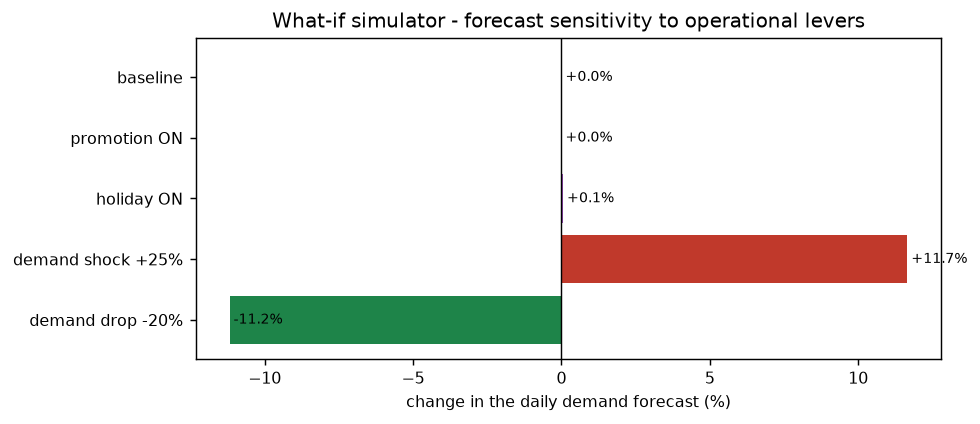 What-if simulator - forecast sensitivity to operational levers
baseline
+0.0%
promotion ON
+0.0%
holiday ON
+0.1%
demand shock +25%
+11.7%
demand drop -20%
-11.2%
−10 −5 0 5 10
change in the daily demand forecast (%)